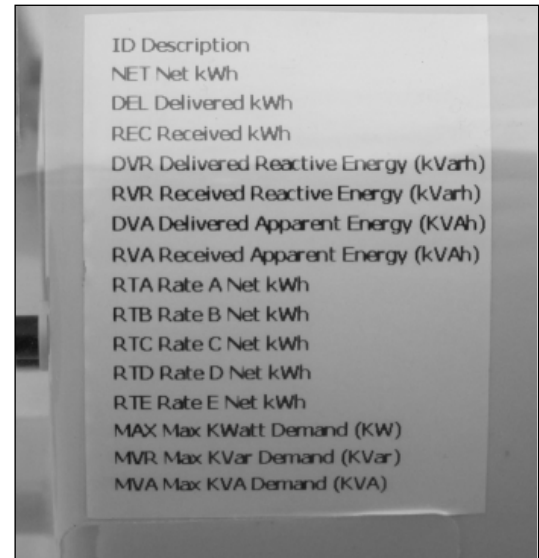 ID Description
NET Net kWh
DEL Delivered kWh
REC Received kWh
DVR Delivered Reactive Energy (kVarh)
RVR Received Reactive Energy (kVarh)
DVA Delivered Apparent Energy (KVAh)
RVA Received Apparent Energy (kVAh)
RTA Rate A Net kWh
RTB Rate B Net kWh
RTC Rate C Net kWh
RTD Rate D Net kWh
RTE Rate E Net kWh
MAX Max KWatt Demand (KW)
MVR Max KVar Demand (KVar)
MVA Max KVA Demand (KVA)